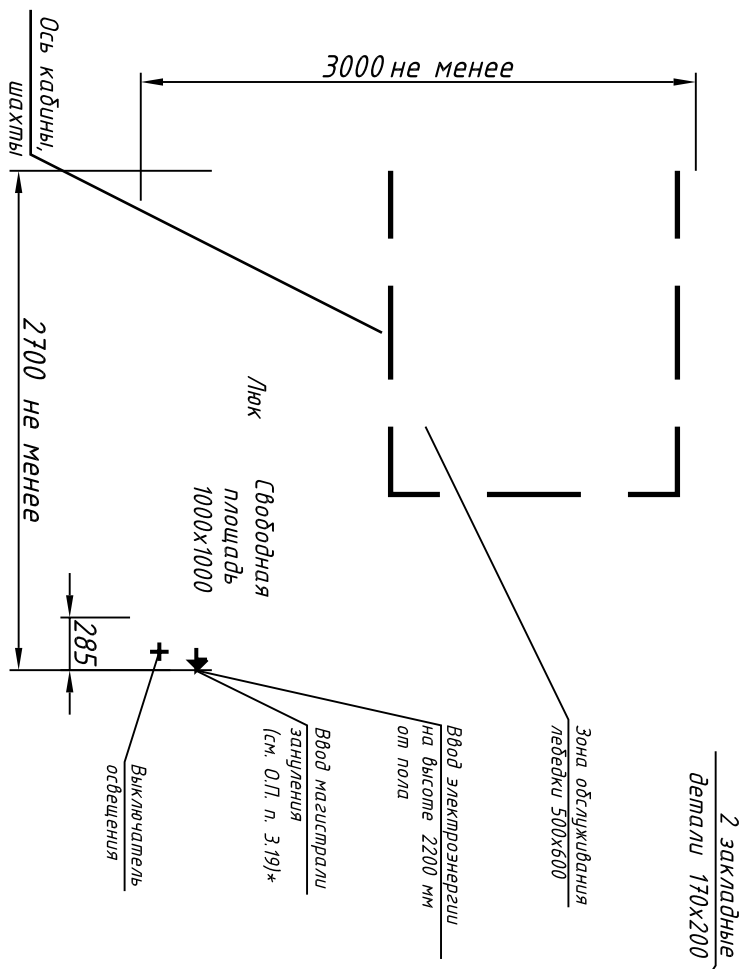 3000 не менее
Ось кабины,
шахты
2700 не менее
Люк
Свободная
площадь
1000х1000
285
Зона обслуживания
лебедки 500х600
Ввод электроэнергии
на высоте 2200 мм
от пола
Ввод магистрали
зануления
(см. О.П. п. 3.19)*
Выключатель
освещения
2 закладные
детали 170х200